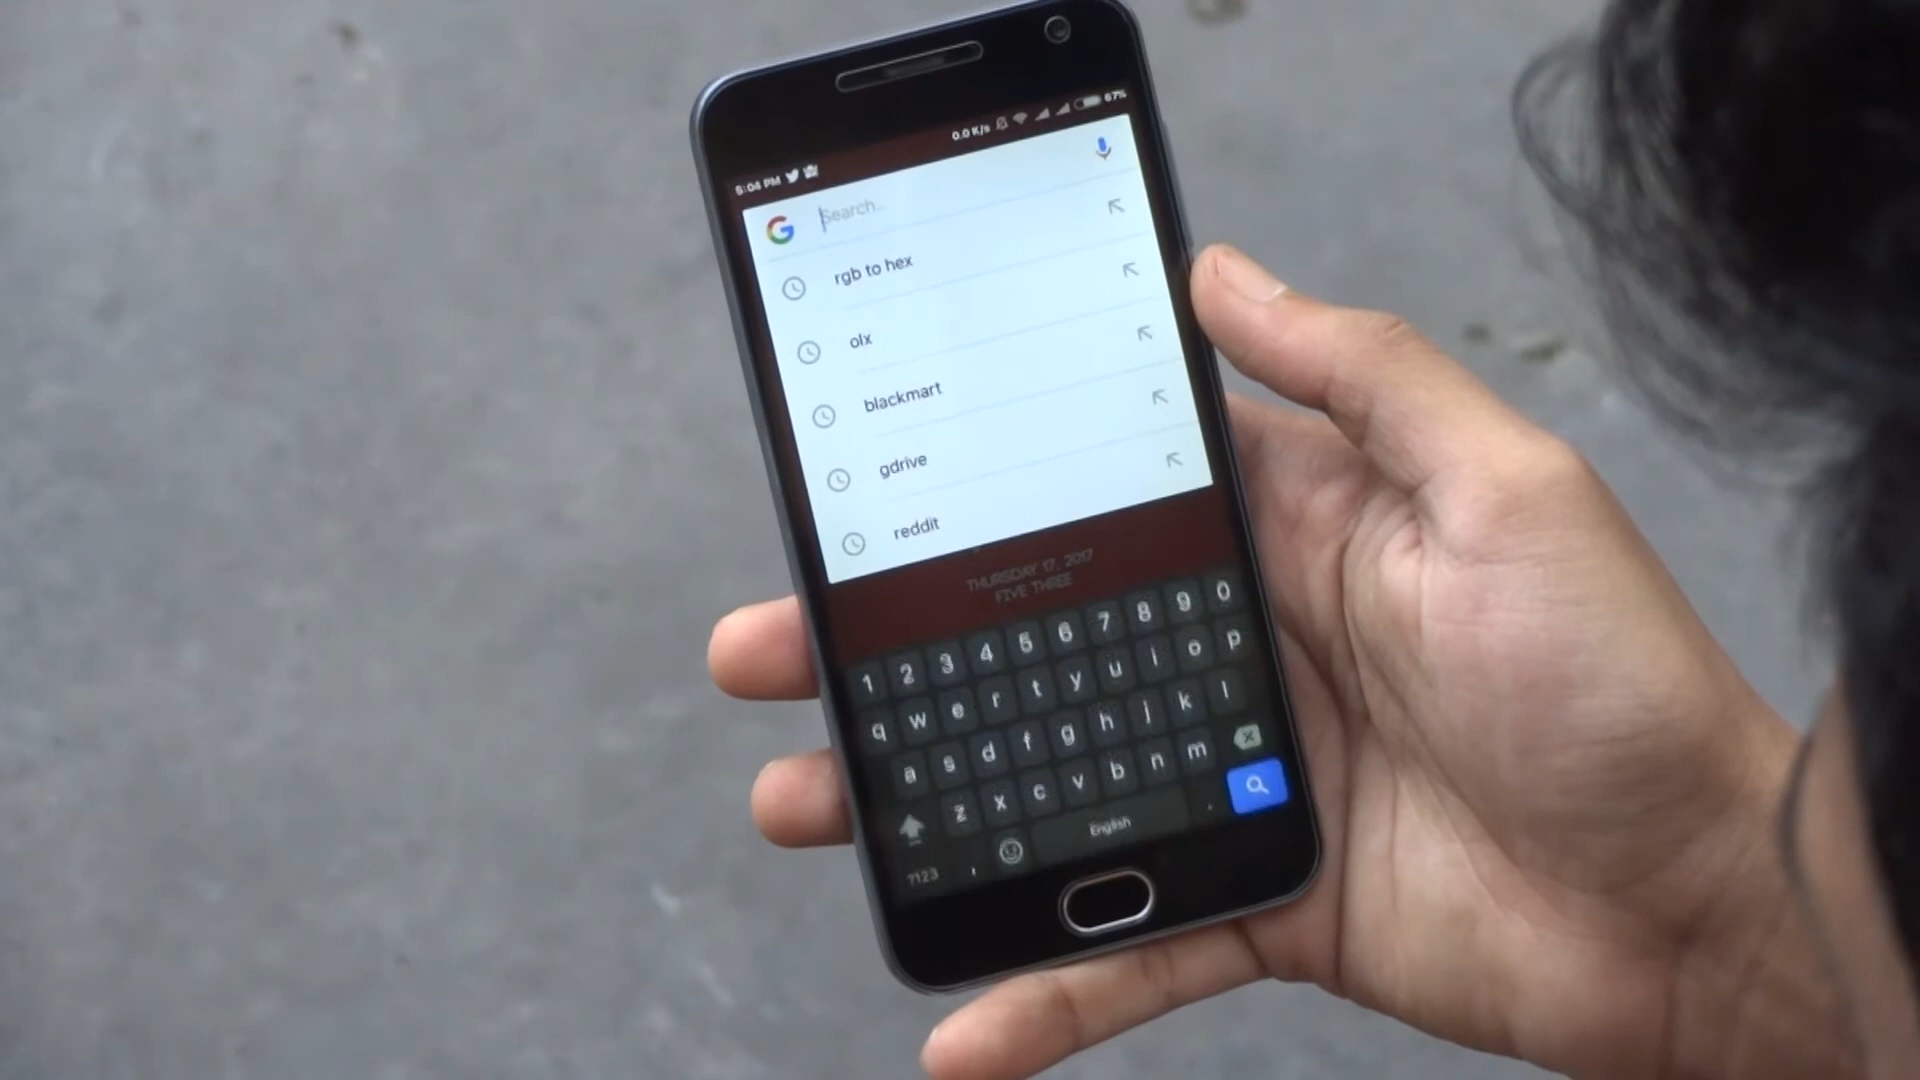 5:04 PM 0.0 K/s 67%
Search...
rgb to hex
olx
blackmart
gdrive
reddit
THURSDAY 17, 2017
FIVE THREE
1 2 3 4 5 6 7 8 9 0
q w e r t y u i o p
a s d f g h j k l
z x c v b n m
?123 , English .